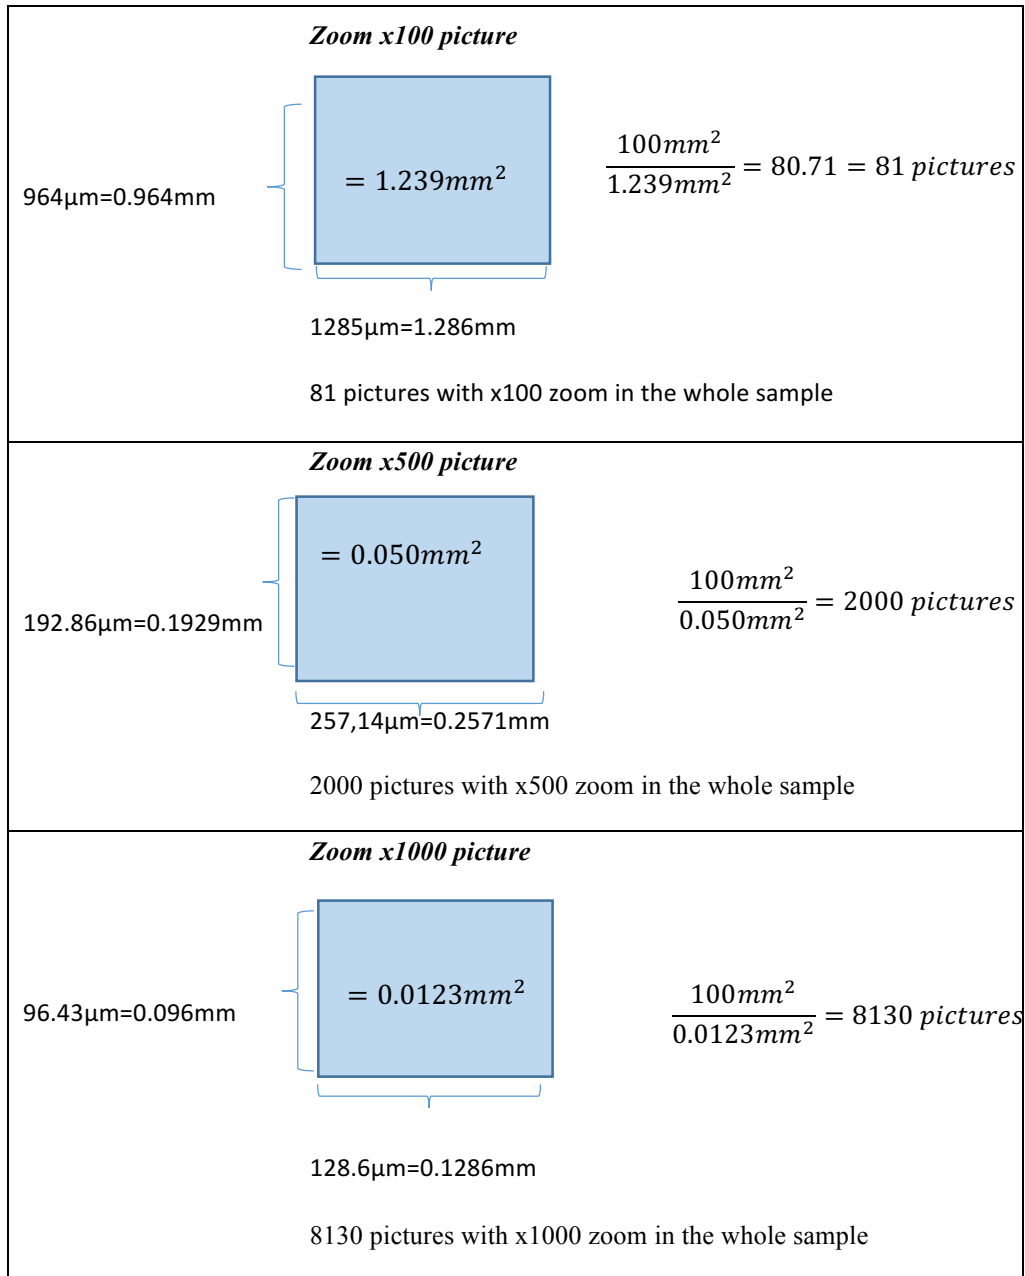 Zoom x100 picture
964µm=0.964mm
= 1.239mm²
100mm²
1.239mm²
= 80.71 = 81 pictures
1285µm=1.286mm
81 pictures with x100 zoom in the whole sample
Zoom x500 picture
192.86µm=0.1929mm
= 0.050mm²
100mm²
0.050mm²
= 2000 pictures
257,14µm=0.2571mm
2000 pictures with x500 zoom in the whole sample
Zoom x1000 picture
96.43µm=0.096mm
= 0.0123mm²
100mm²
0.0123mm²
= 8130 pictures
128.6µm=0.1286mm
8130 pictures with x1000 zoom in the whole sample